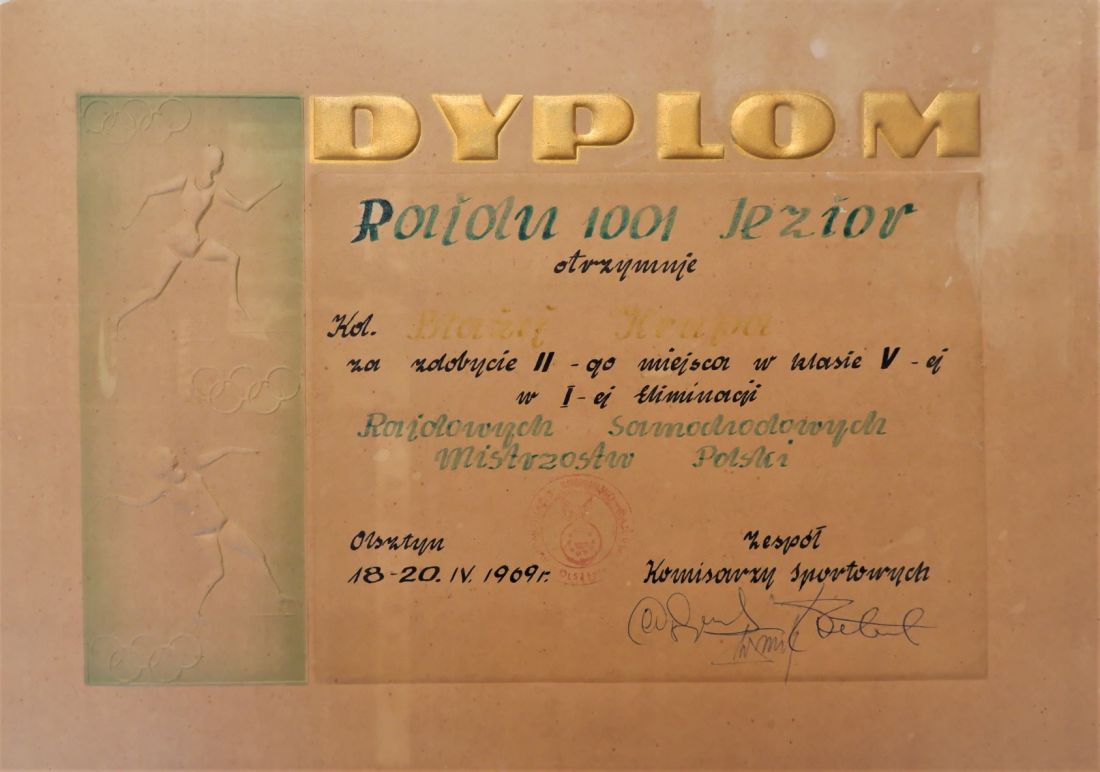 DYPLOM
Rajdu 1001 Jezior
otrzymuje
Kol. Błażej Krupa
za zdobycie II-go miejsca w klasie V-ej
w I-ej Eliminacji
Rajdowych Samochodowych
Mistrzostw Polski
Olsztyn
18-20.IV.1969r.
Zespół
Komisarzy Sportowych